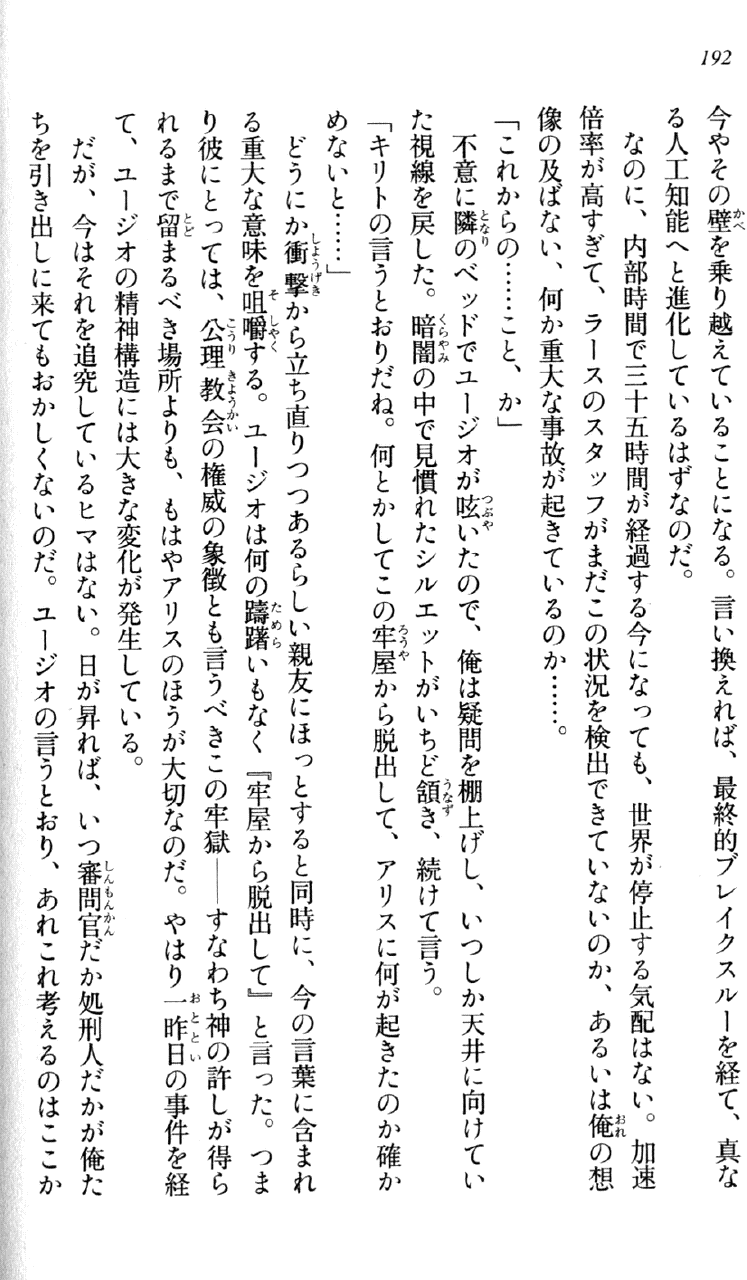 192
今やその壁を乗り越えていることになる。言い換えれば、最終的ブレイクスルーを経て、真な
る人工知能へと進化しているはずなのだ。
なのに、内部時間で三十五時間が経過する今になっても、世界が停止する気配はない。加速
倍率が高すぎて、ラースのスタッフがまだこの状況を検出できていないのか、あるいは俺の想
像の及ばない、何か重大な事故が起きているのか……。
「これからの……こと、か」
不意に隣のベッドでユージオが呟いたので、俺は疑問を棚上げし、いつしか天井に向けてい
た視線を戻した。暗闇の中で見慣れたシルエットがいちど頷き、続けて言う。
「キリトの言うとおりだね。何とかしてこの牢屋から脱出して、アリスに何が起きたのか確か
めないと……」
どうにか衝撃から立ち直りつつあるらしい親友にほっとすると同時に、今の言葉に含まれ
る重大な意味を咀嚼する。ユージオは何の躊躇いもなく『牢屋から脱出して』と言った。つま
り彼にとっては、公理教会の権威の象徴とも言うべきこの牢獄――すなわち神の許しが得ら
れるまで留まるべき場所よりも、もはやアリスのほうが大切なのだ。やはり一昨日の事件を経
て、ユージオの精神構造には大きな変化が発生している。
だが、今はそれを追究しているヒマはない。日が昇れば、いつ審問官だか処刑人だかが俺た
ちを引き出しに来てもおかしくないのだ。ユージオの言うとおり、あれこれ考えるのはここか